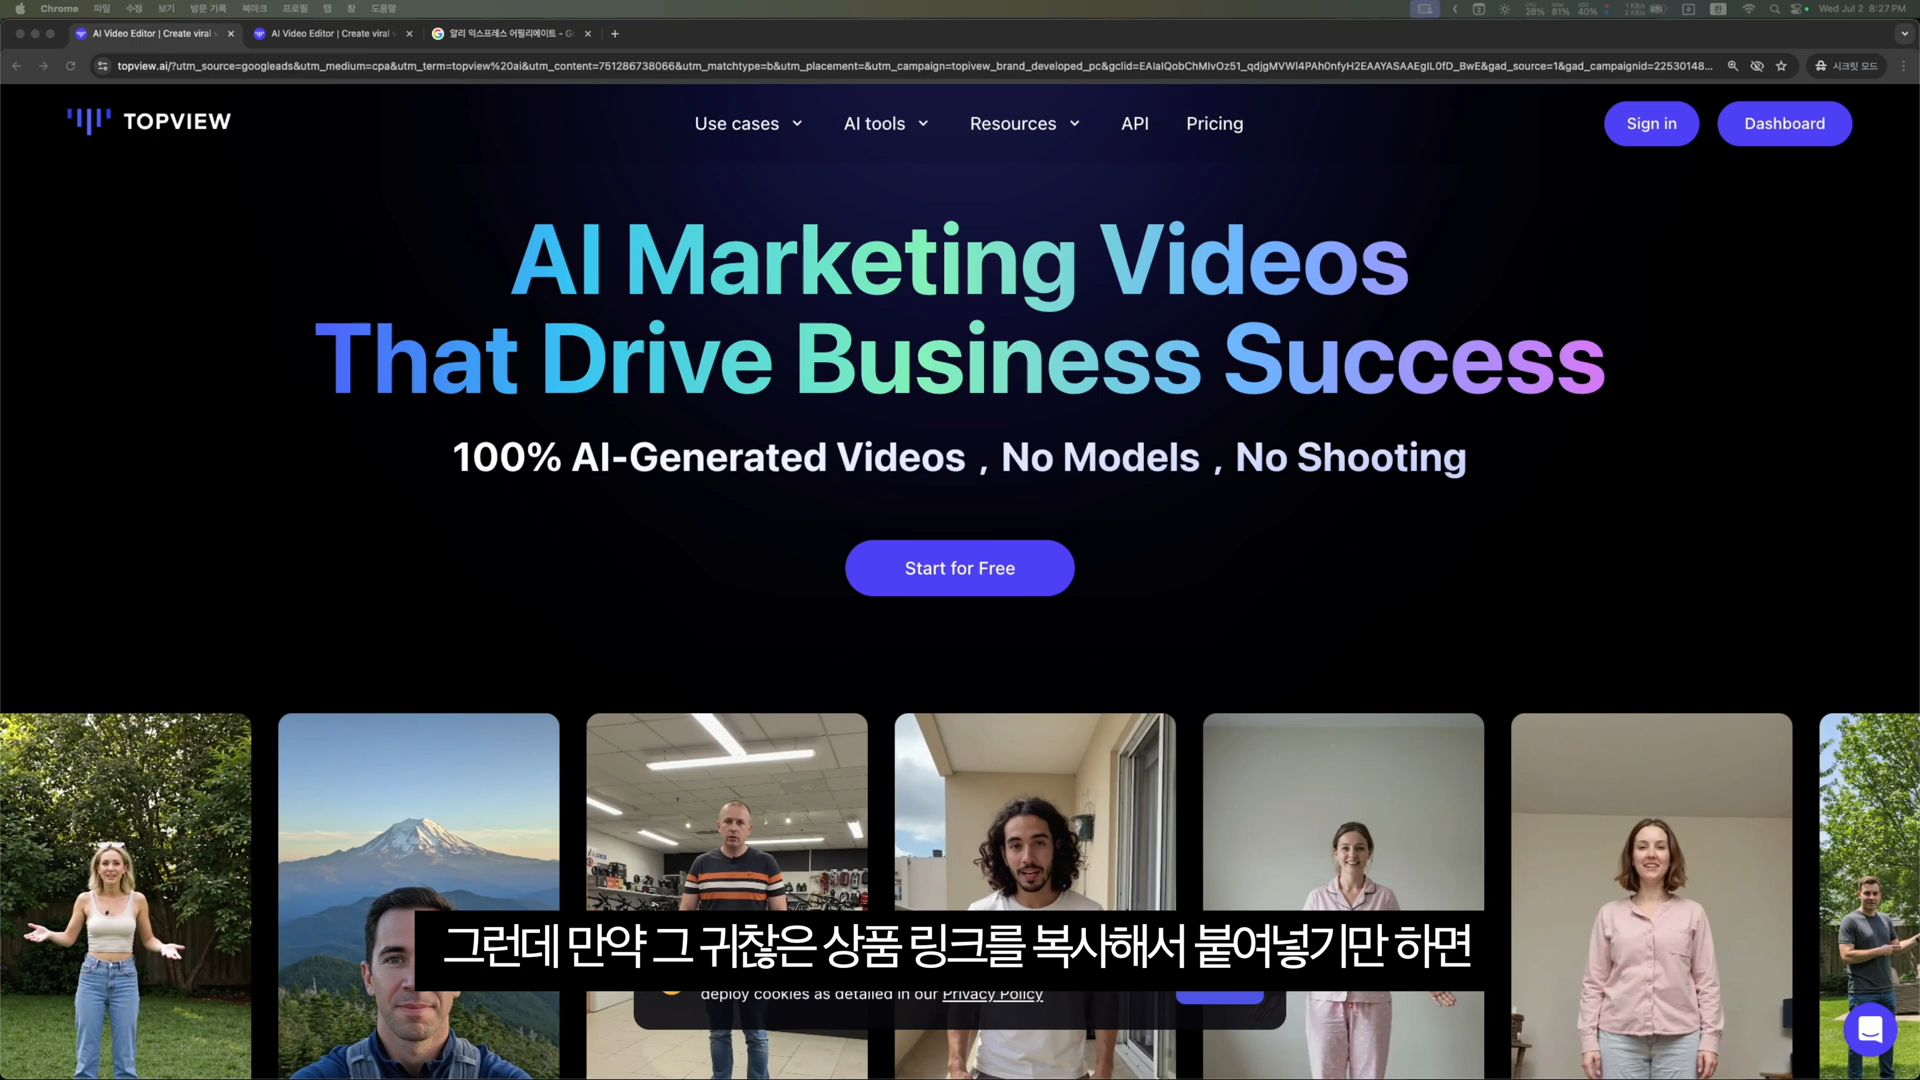 Chrome 파일 수정 보기 방문 기록 북마크 프로필 탭 창 도움말
28% 81% 40% Wed Jul 2 8:27 PM
AI Video Editor | Create viral
AI Video Editor | Create viral
알리 익스프레스 어필리에이트 - G
topview.ai/?utm_source=googleads&utm_medium=cpa&utm_term=topview%20ai&utm_content=751286738066&utm_matchtype=b&utm_placement=&utm_campaign=topivew_brand_developed_pc&gclid=EAIaIQobChMIvOz51_qdjgMVWI4PAh0nfyH2EAAYASAAEgIL0fD_BwE&gad_source=1&gad_campaignid=22530148...
시크릿 모드
TOPVIEW
Use cases
AI tools
Resources
API
Pricing
Sign in
Dashboard
AI Marketing Videos
That Drive Business Success
100% AI-Generated Videos , No Models , No Shooting
Start for Free
그런데 만약 그 귀찮은 상품 링크를 복사해서 붙여넣기만 하면
deploy cookies as detailed in our Privacy Policy